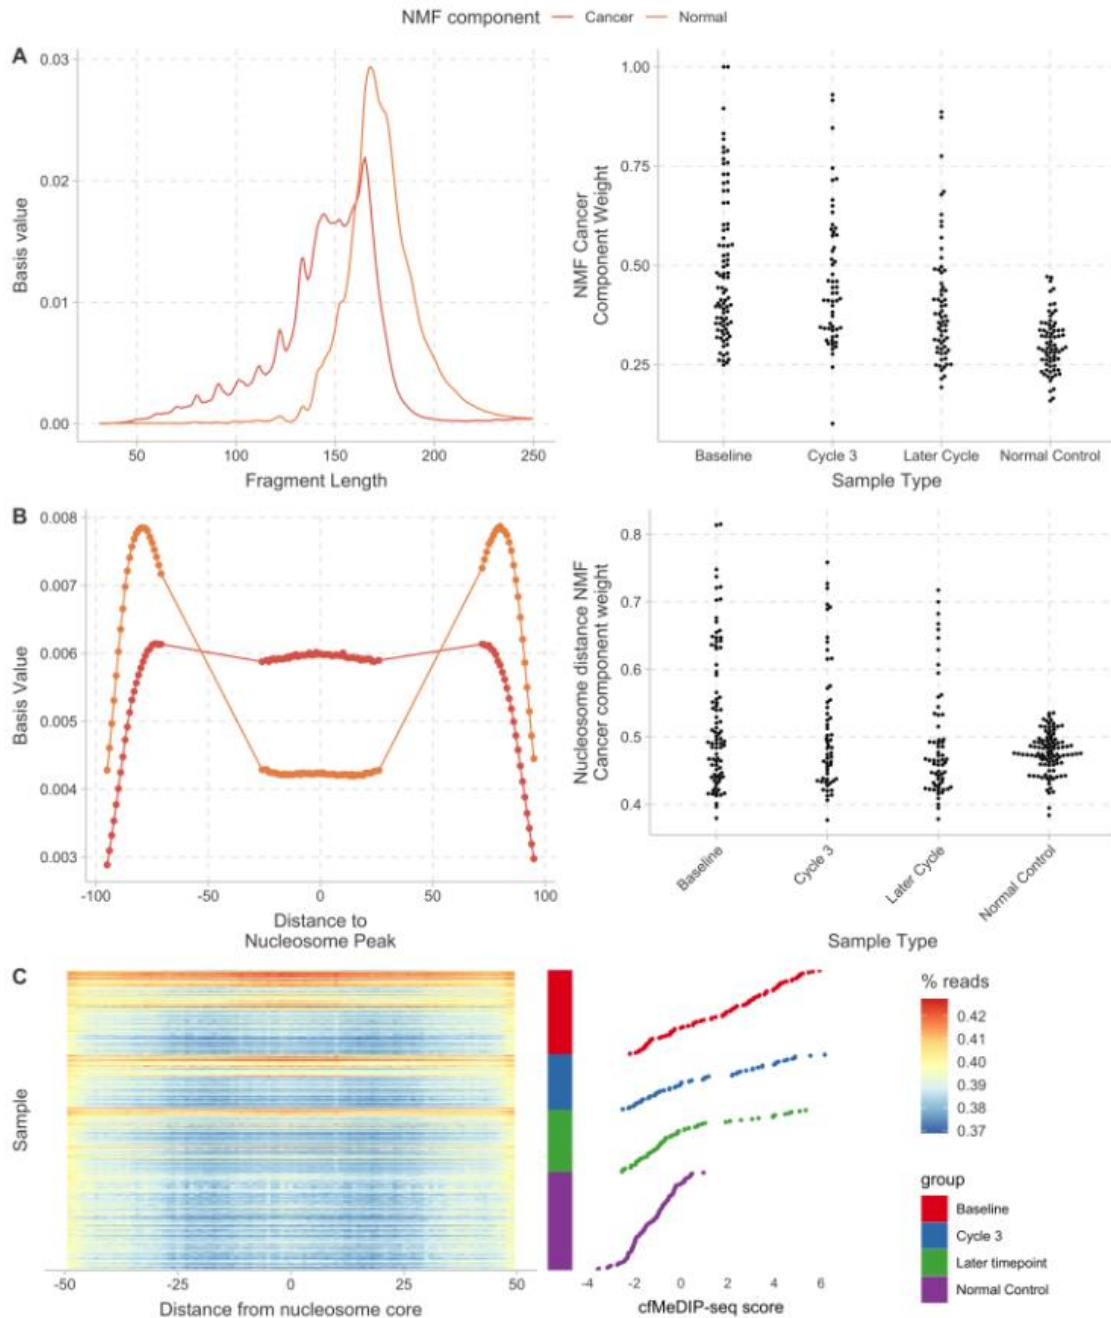 NMF component Cancer Normal
A
0.03
0.02
0.01
0.00
Basis value
50 100 150 200 250
Fragment Length
1.00
0.75
0.50
0.25
NMF Cancer
Component Weight
Baseline Cycle 3 Later Cycle Normal Control
Sample Type
B
0.008
0.007
0.006
0.005
0.004
0.003
Basis Value
-100 -50 0 50 100
Distance to
Nucleosome Peak
0.8
0.7
0.6
0.5
0.4
Nucleosome distance NMF
Cancer component weight
Baseline Cycle 3 Later Cycle Normal Control
Sample Type
C
Sample
-50 -25 0 25 50
Distance from nucleosome core
-4 -2 0 2 4 6
cfMeDIP-seq score
% reads
0.42
0.41
0.40
0.39
0.38
0.37
group
Baseline
Cycle 3
Later timepoint
Normal Control